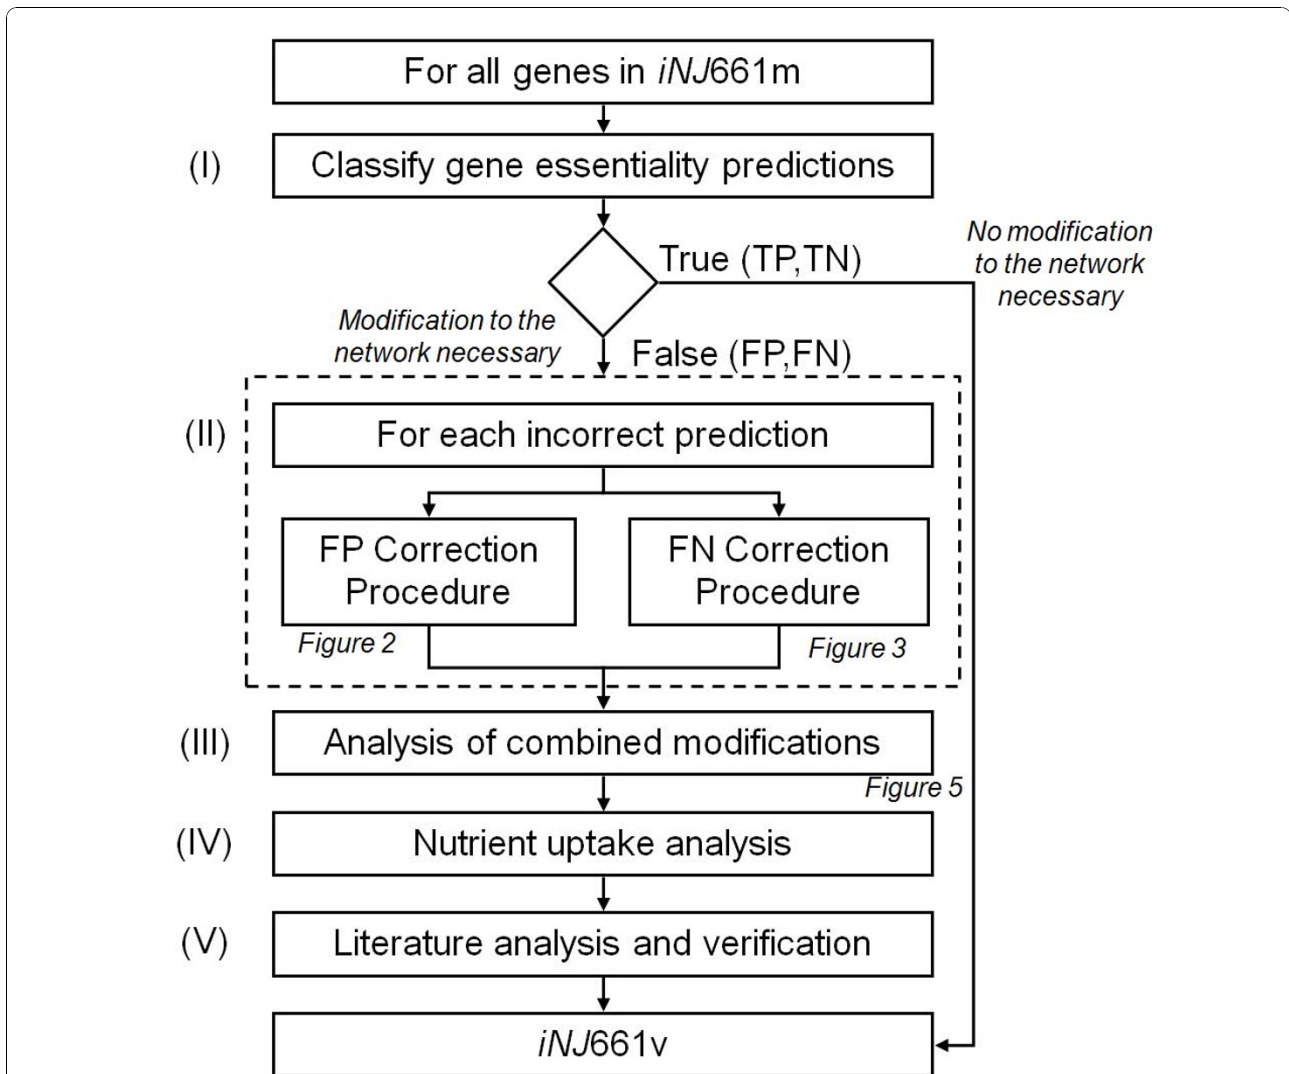 For all genes in iNJ661m
(I)
Classify gene essentiality predictions
True (TP,TN)
No modification
to the network
necessary
Modification to the
network necessary
False (FP,FN)
(II)
For each incorrect prediction
FP Correction
Procedure
FN Correction
Procedure
Figure 2
Figure 3
(III)
Analysis of combined modifications
Figure 5
(IV)
Nutrient uptake analysis
(V)
Literature analysis and verification
iNJ661v